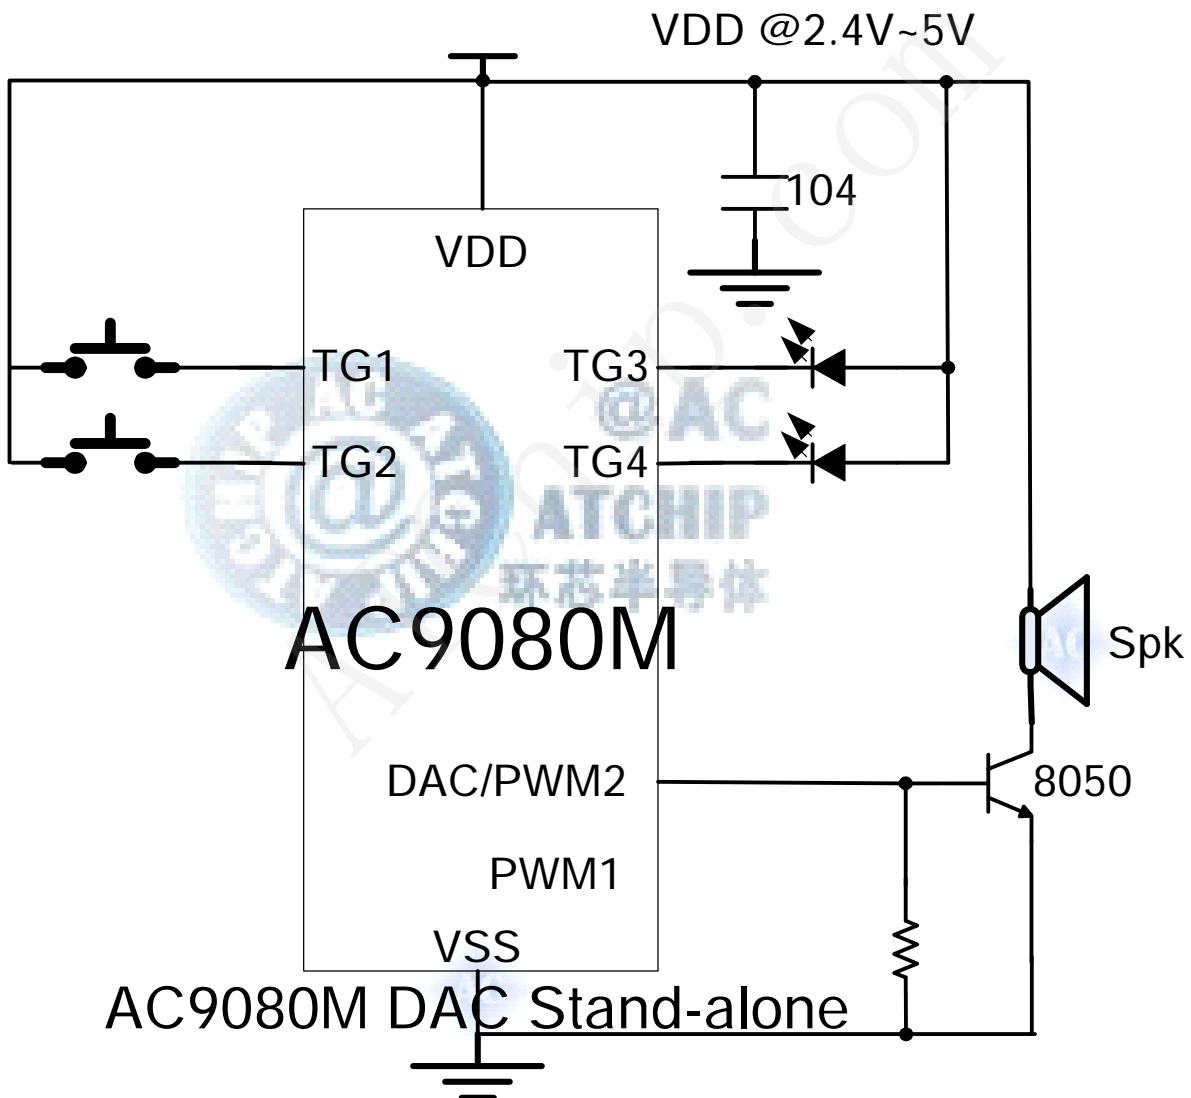 VDD @2.4V~5V
104
VDD
TG1
TG3
TG2
TG4
@AC
ATCHIP
环芯半导体
AC9080M
Spk
DAC/PWM2
8050
PWM1
VSS
AC9080M DAC Stand-alone